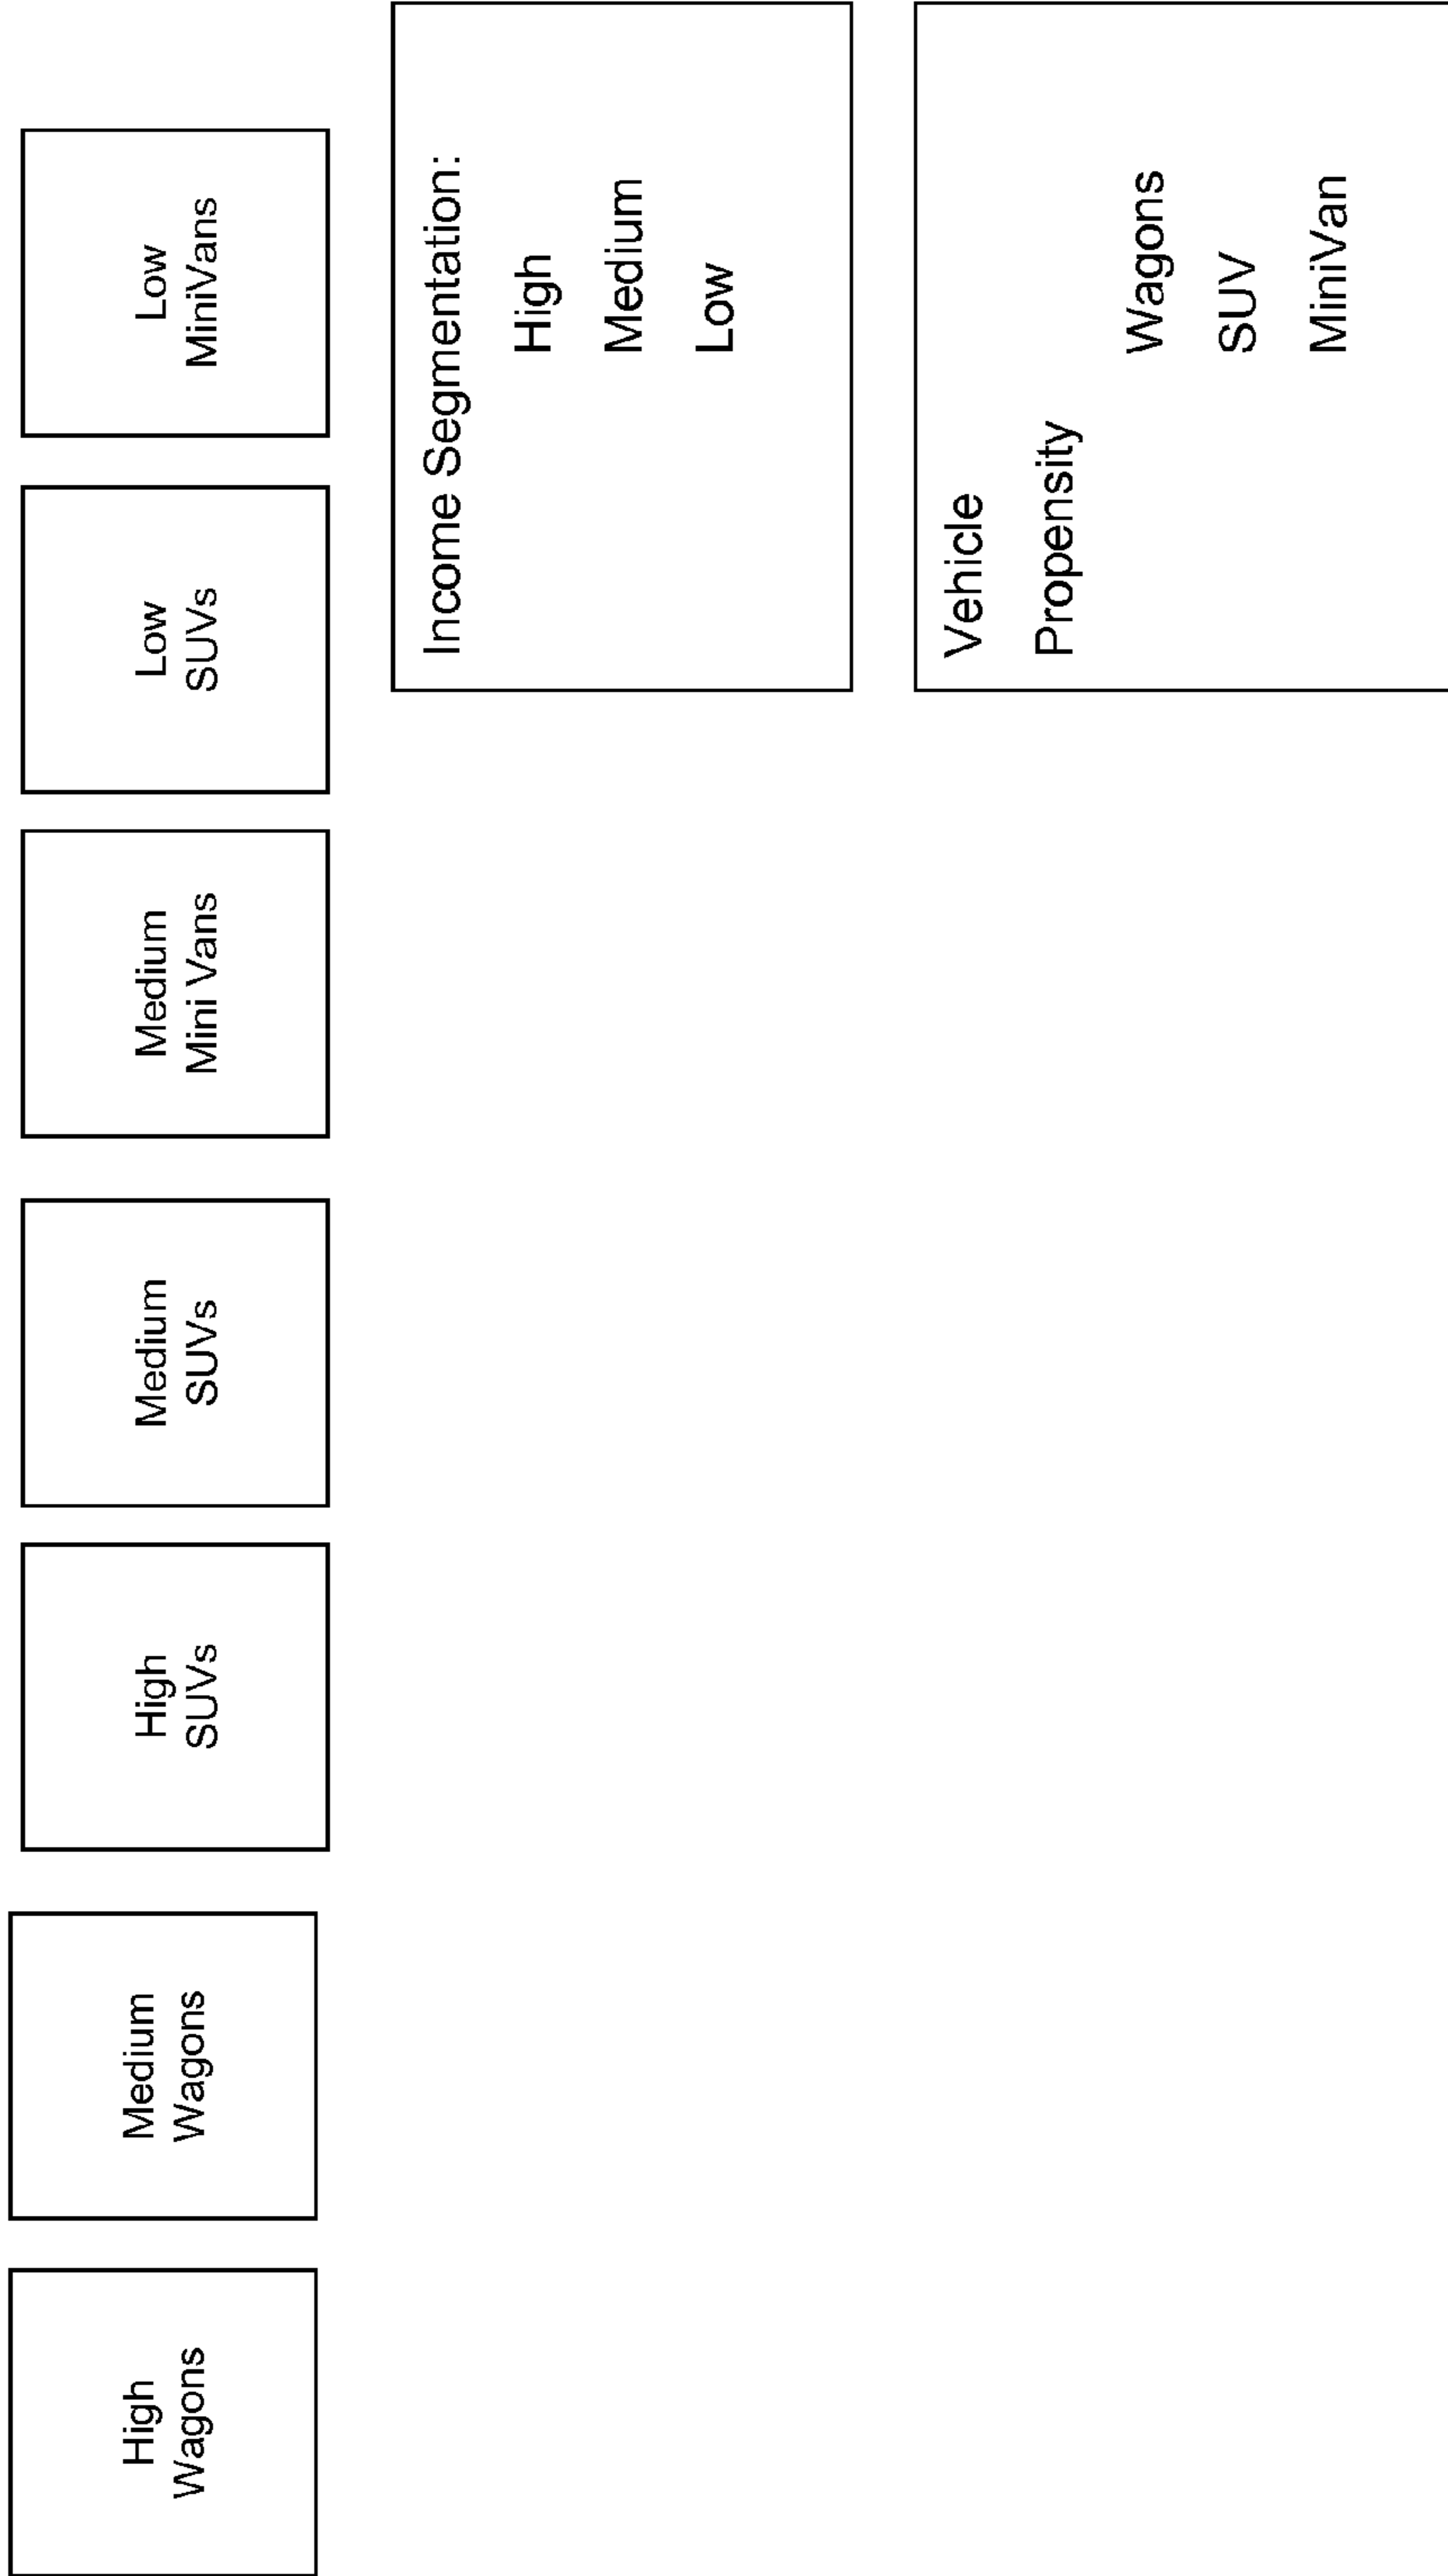 High
Wagons
Medium
Wagons
High
SUVs
Medium
SUVs
Medium
Mini Vans
Low
SUVs
Low
MiniVans
Income Segmentation:
High
Medium
Low
Vehicle
Propensity
Wagons
SUV
MiniVan